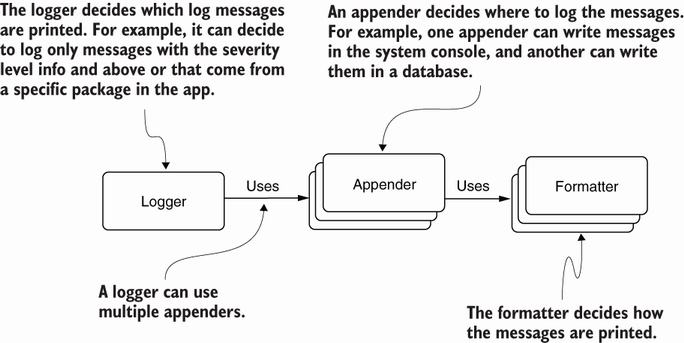 The logger decides which log messages
are printed. For example, it can decide
to log only messages with the severity
level info and above or that come from
a specific package in the app.
An appender decides where to log the messages.
For example, one appender can write messages
in the system console, and another can write
them in a database.
Logger
Uses
Appender
Uses
Formatter
A logger can use
multiple appenders.
The formatter decides how
the messages are printed.